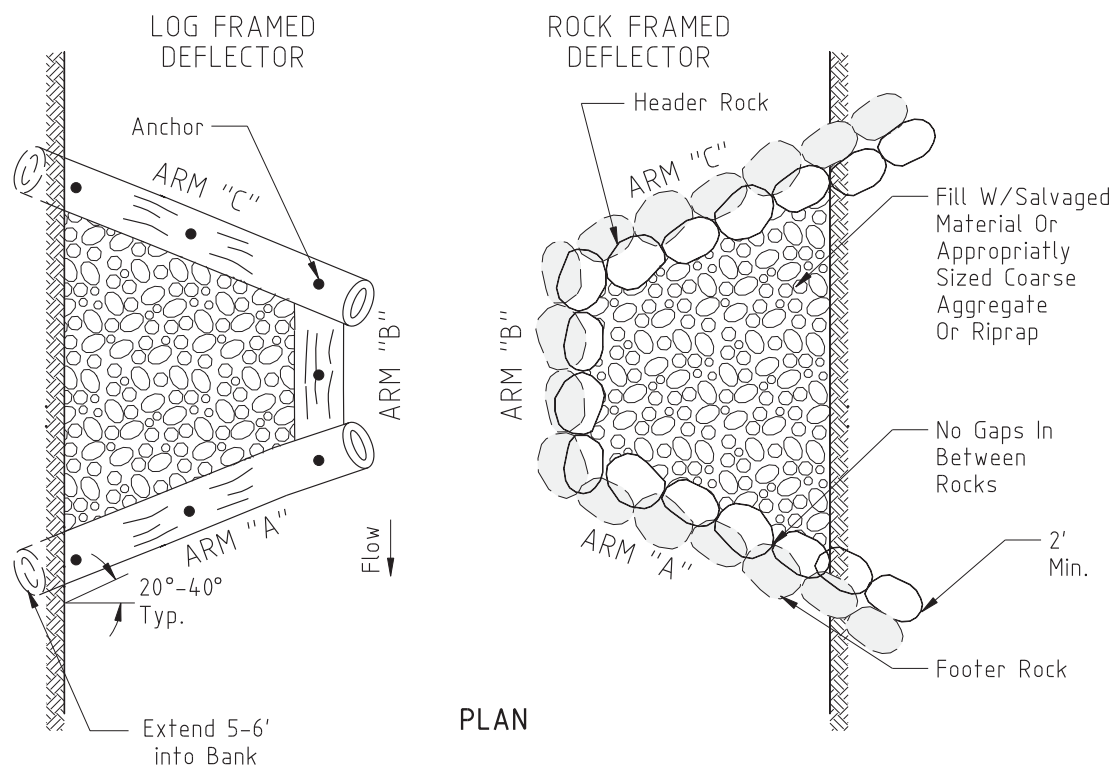 LOG FRAMED
DEFLECTOR
ROCK FRAMED
DEFLECTOR
Anchor
Header Rock
ARM "C"
ARM "C"
Fill W/Salvaged
Material Or
Appropriatly
Sized Coarse
Aggregate
Or Riprap
ARM "B"
ARM "B"
No Gaps In
Between
Rocks
ARM "A"
ARM "A"
Flow
20°-40°
Typ.
2'
Min.
Footer Rock
Extend 5-6'
into Bank
PLAN